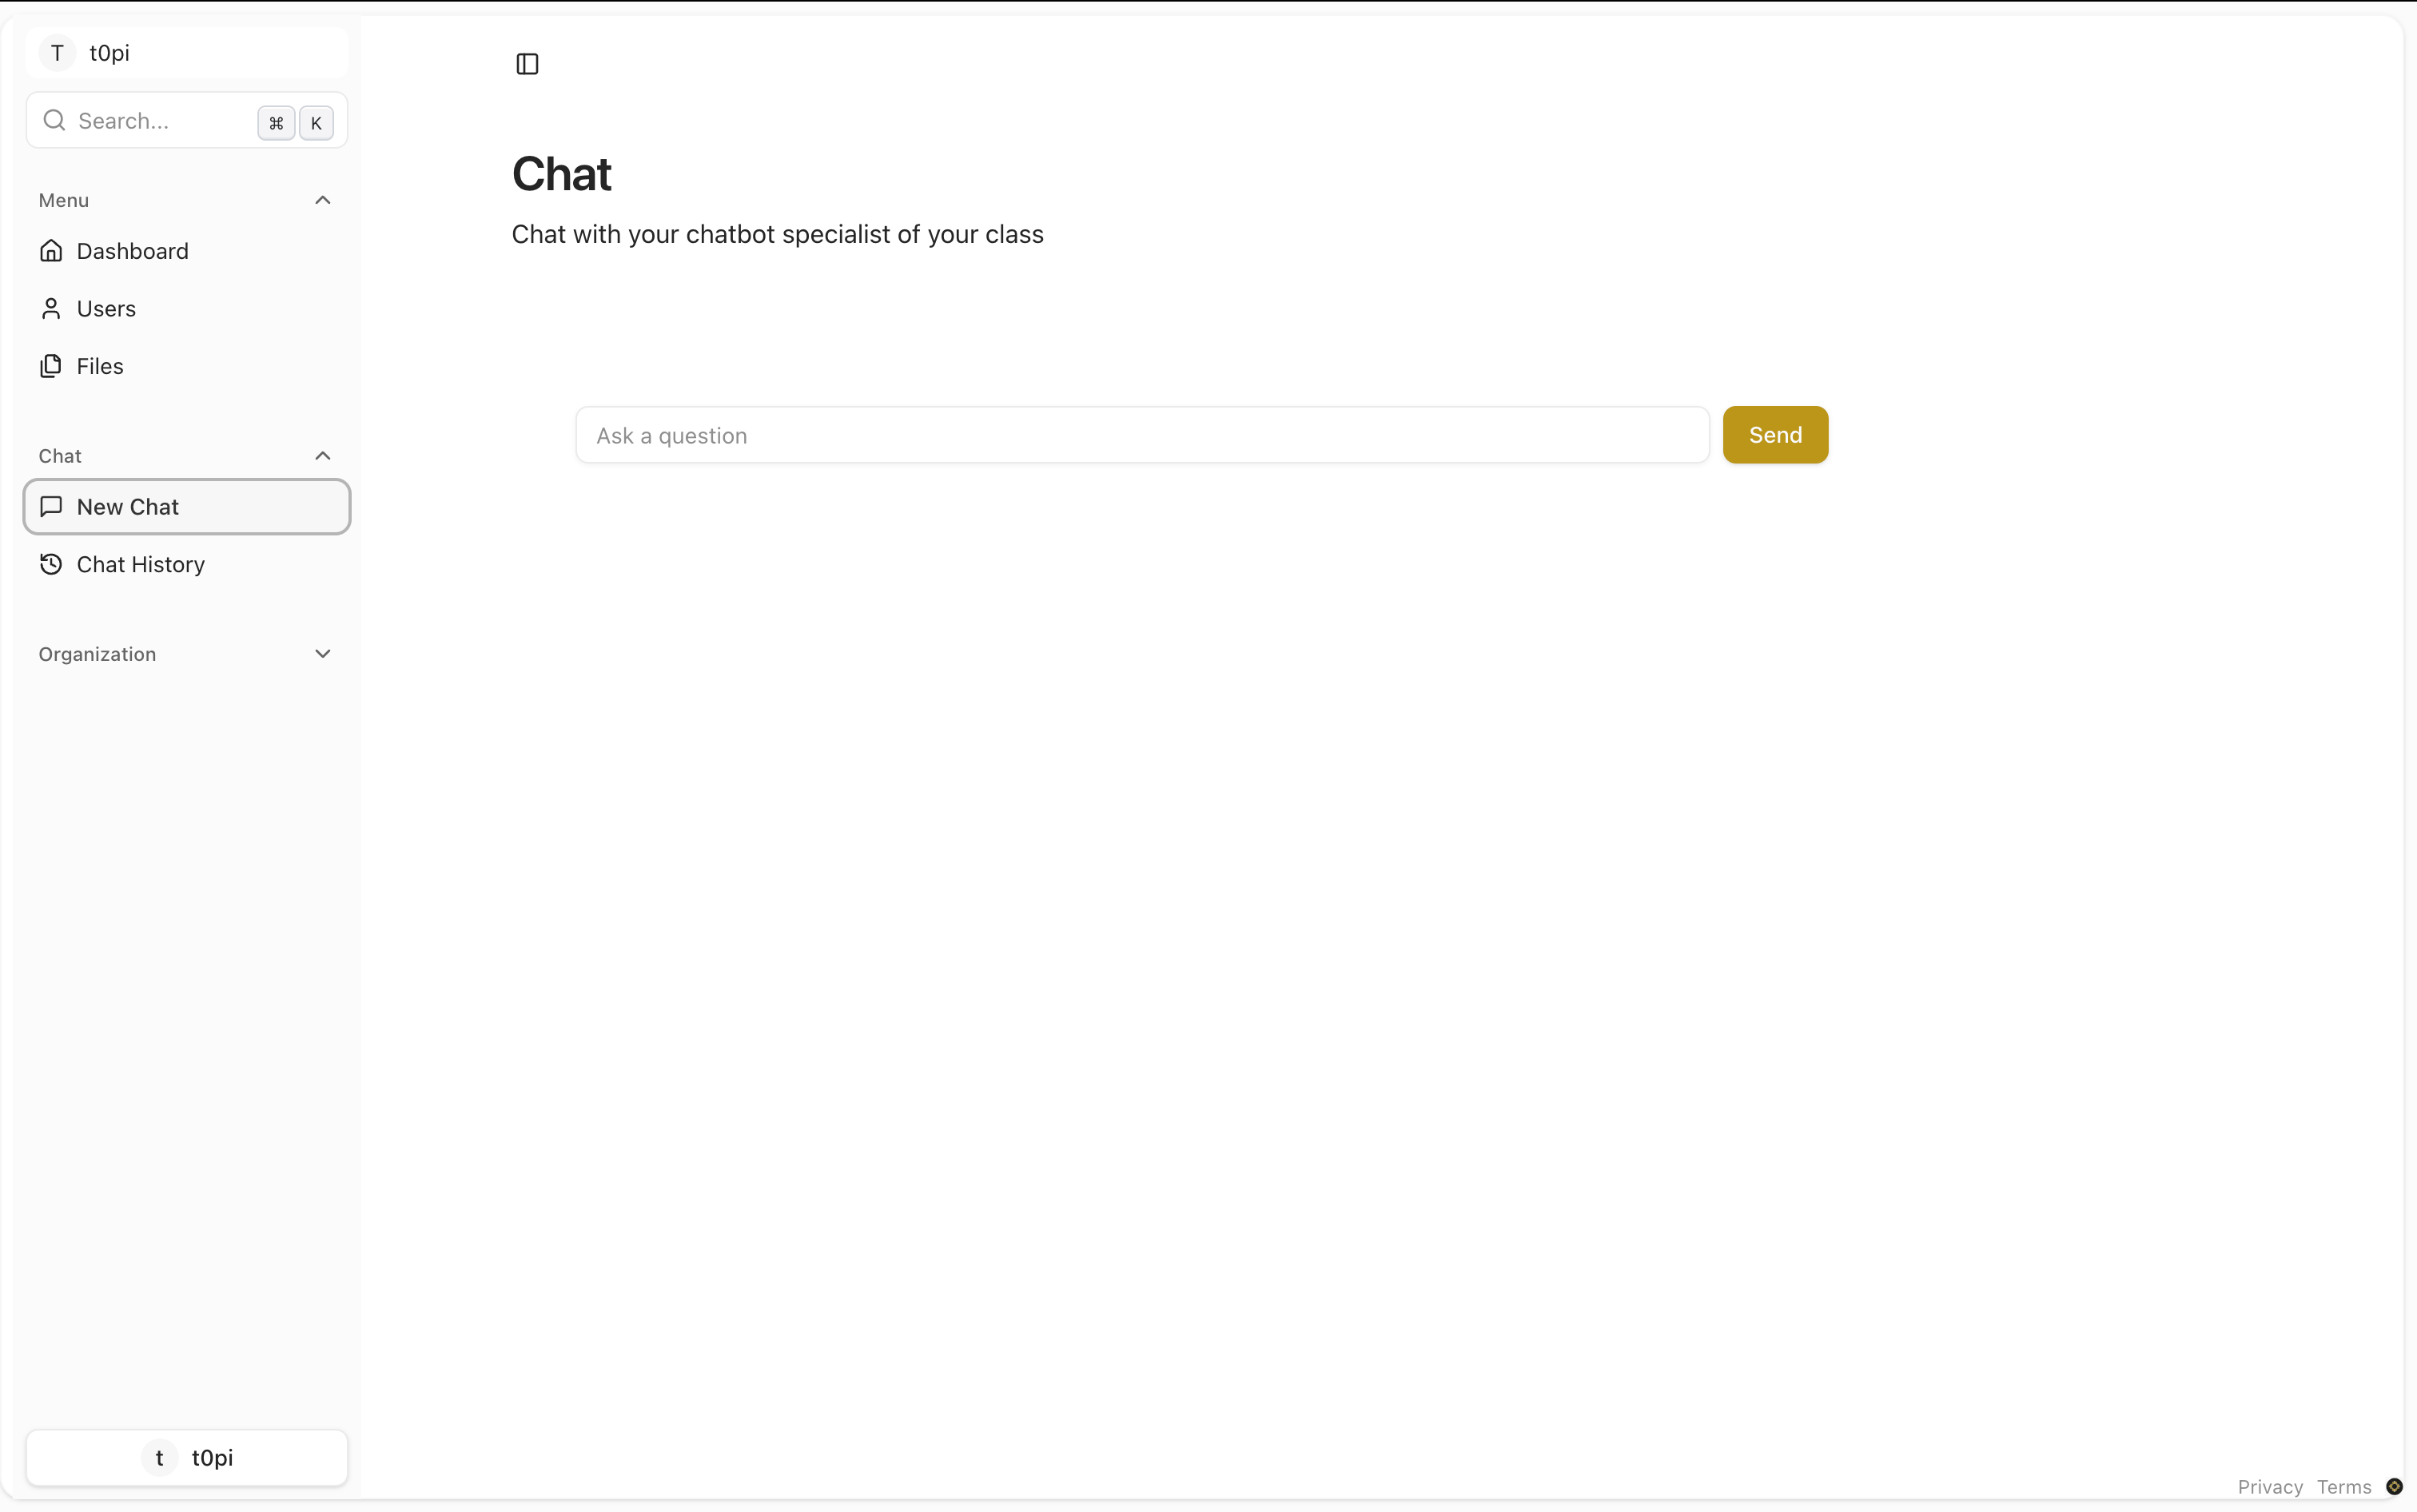 T t0pi
Search... ⌘ K
Menu
Dashboard
Users
Files
Chat
New Chat
Chat History
Organization
t t0pi
Chat
Chat with your chatbot specialist of your class
Ask a question
Send
Privacy Terms